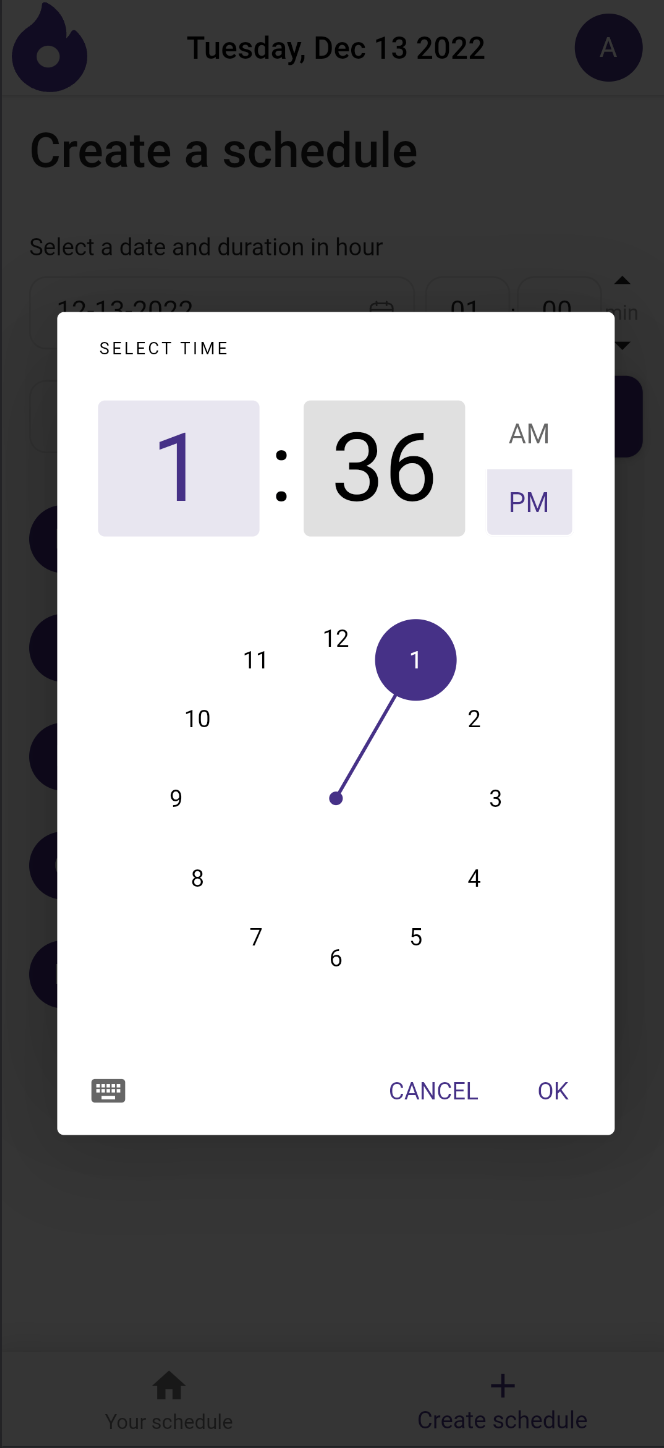 Tuesday, Dec 13 2022
A
Create a schedule
Select a date and duration in hour
12-13-2022 01 : 00 min
SELECT TIME
1 : 36
AM
PM
12
11 1
10 2
9 3
8 4
7 5
6
CANCEL OK
Your schedule Create schedule